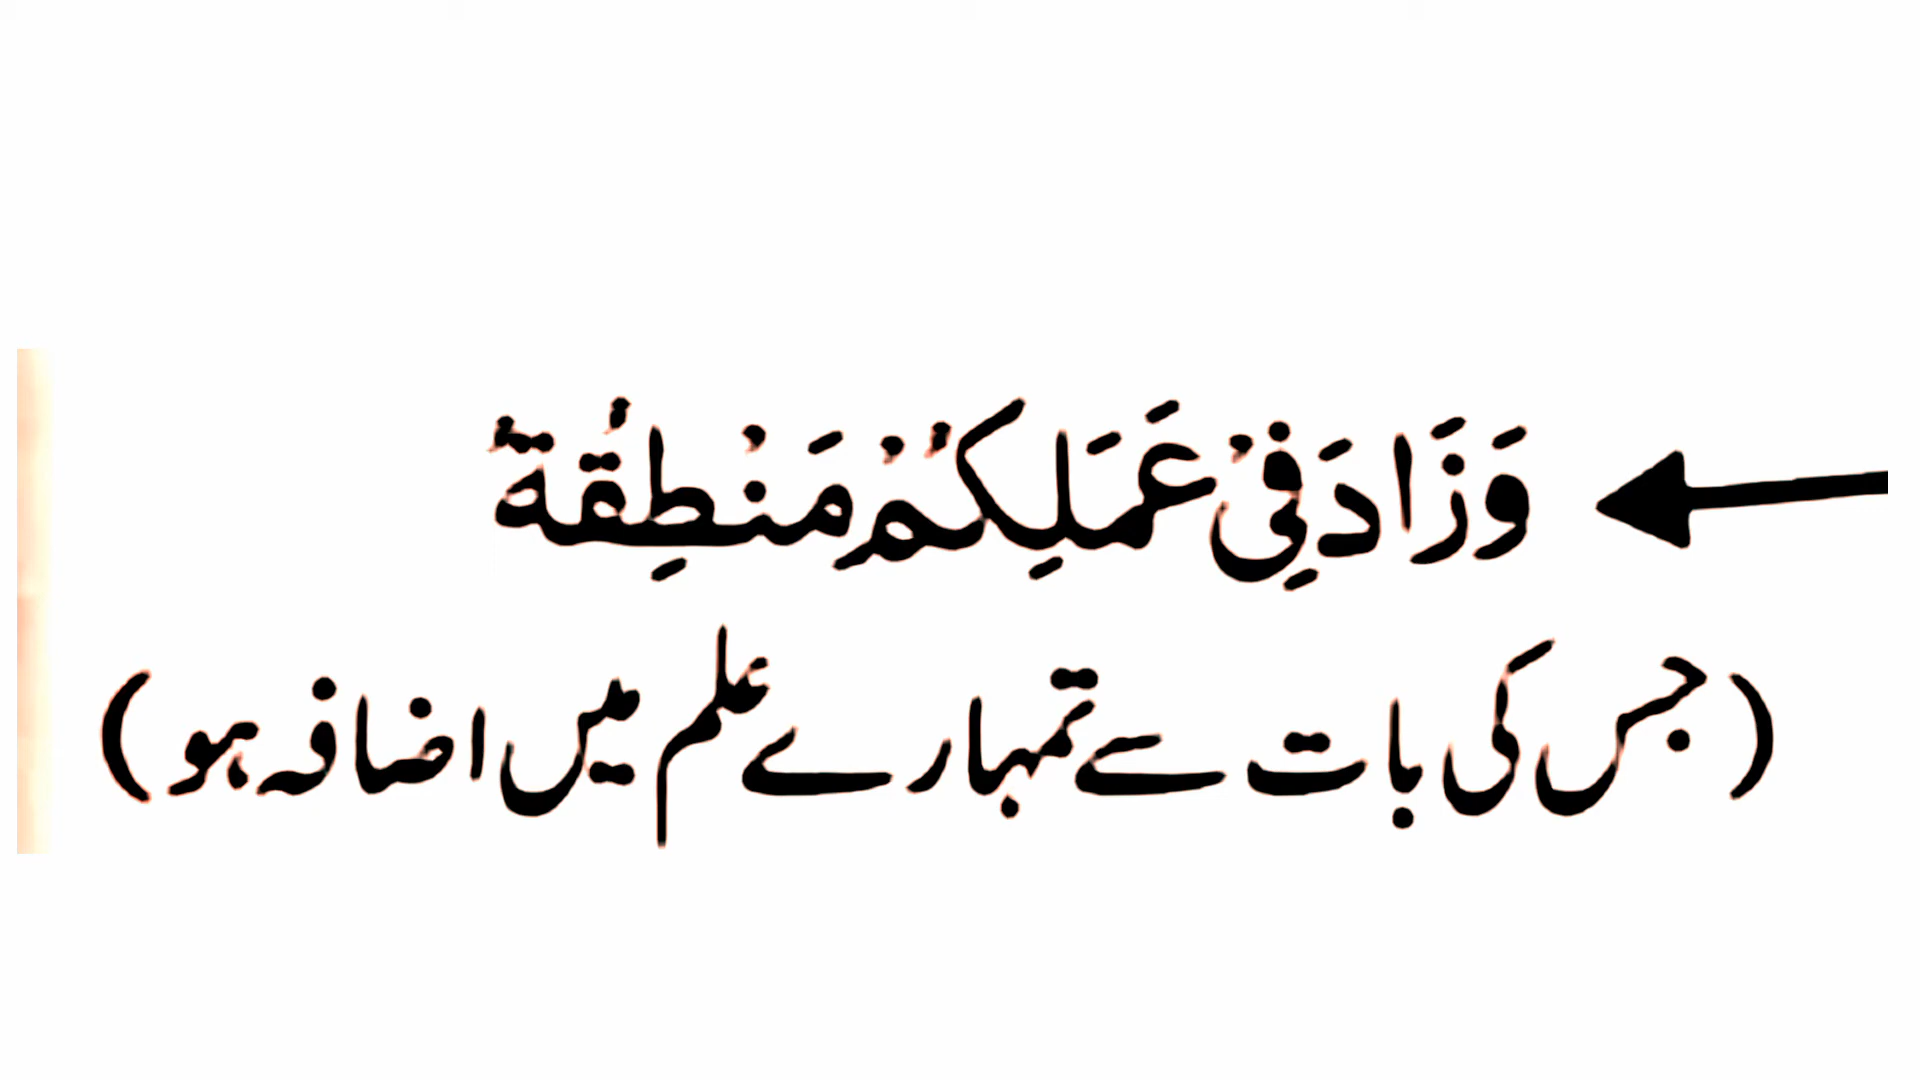 وَزَادَ فِیْ عَمَلِکُمْ مَنْطِقُةٌ
(جس کی بات سے تمہارے علم میں اضافہ ہو)